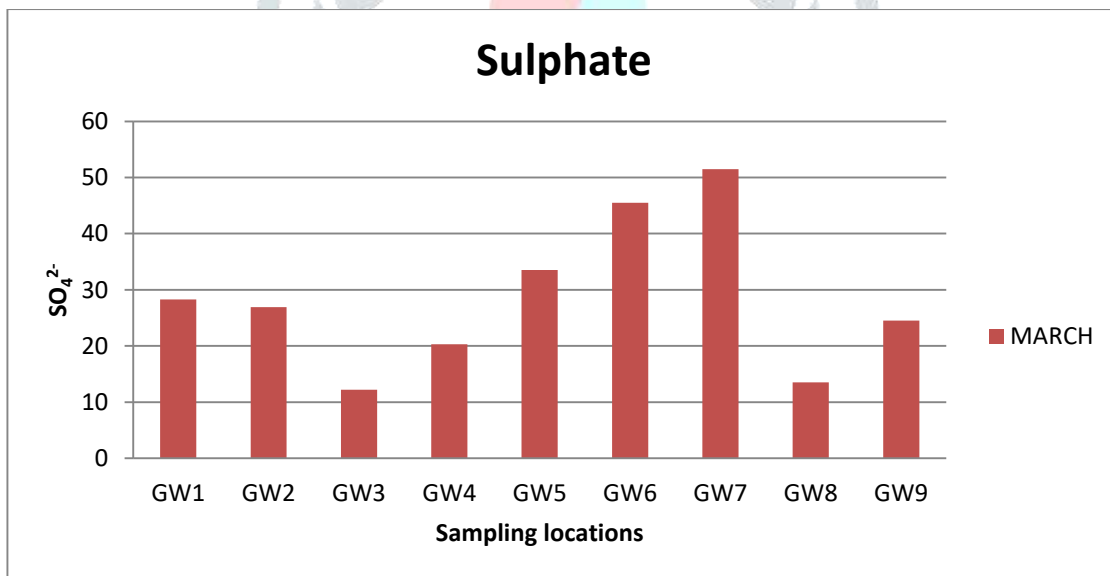 Sulphate
60
50
40
30
20
10
0
SO₄²⁻
GW1 GW2 GW3 GW4 GW5 GW6 GW7 GW8 GW9
Sampling locations
MARCH